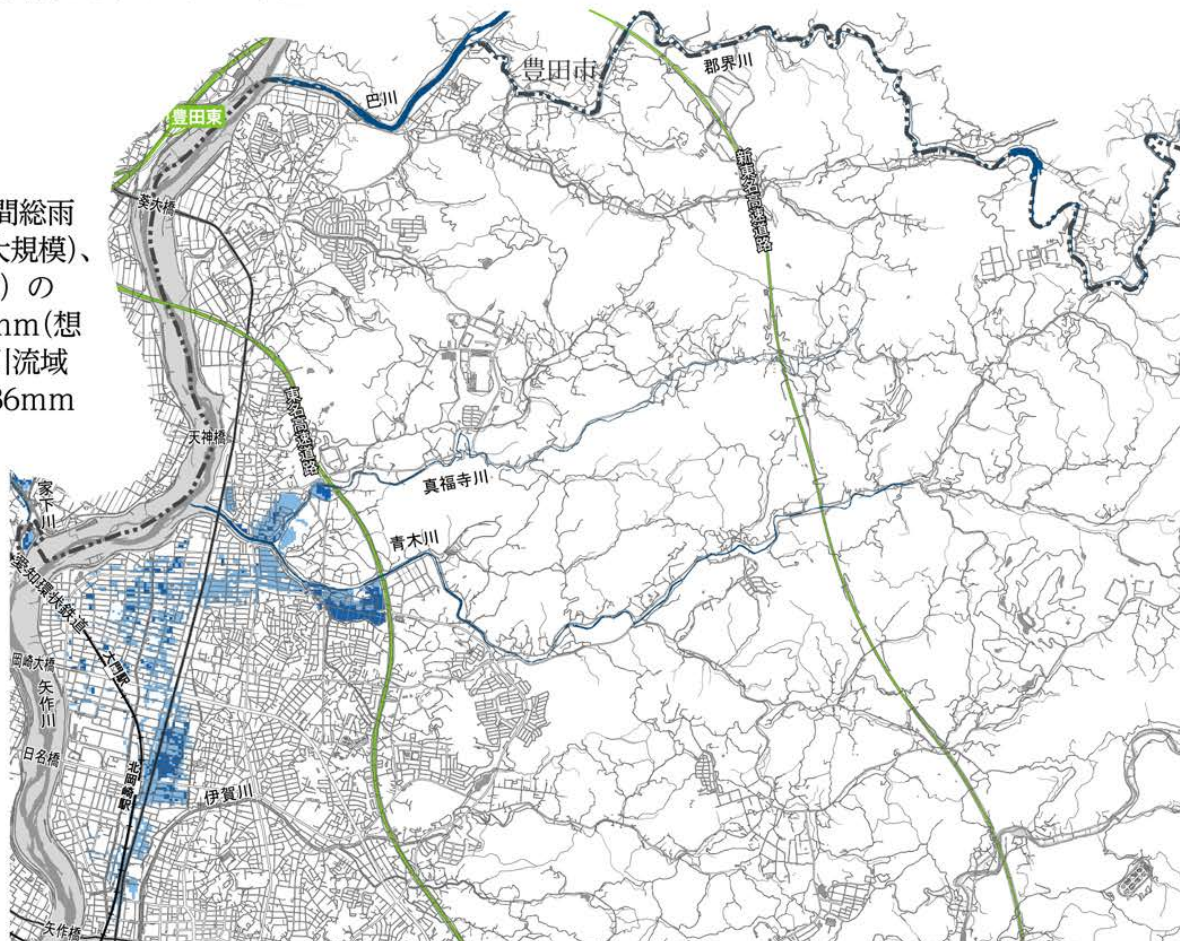 間総雨
大規模)、
)の
mm(想
川流域
36mm
豊田東
巴川
豊田市
郡界川
葵大橋
新東名高速道路
東名高速道路
天神橋
真福寺川
家下川
青木川
愛知環状鉄道
大門駅
岡崎大橋
矢作川
日名橋
北岡崎駅
伊賀川
矢作橋